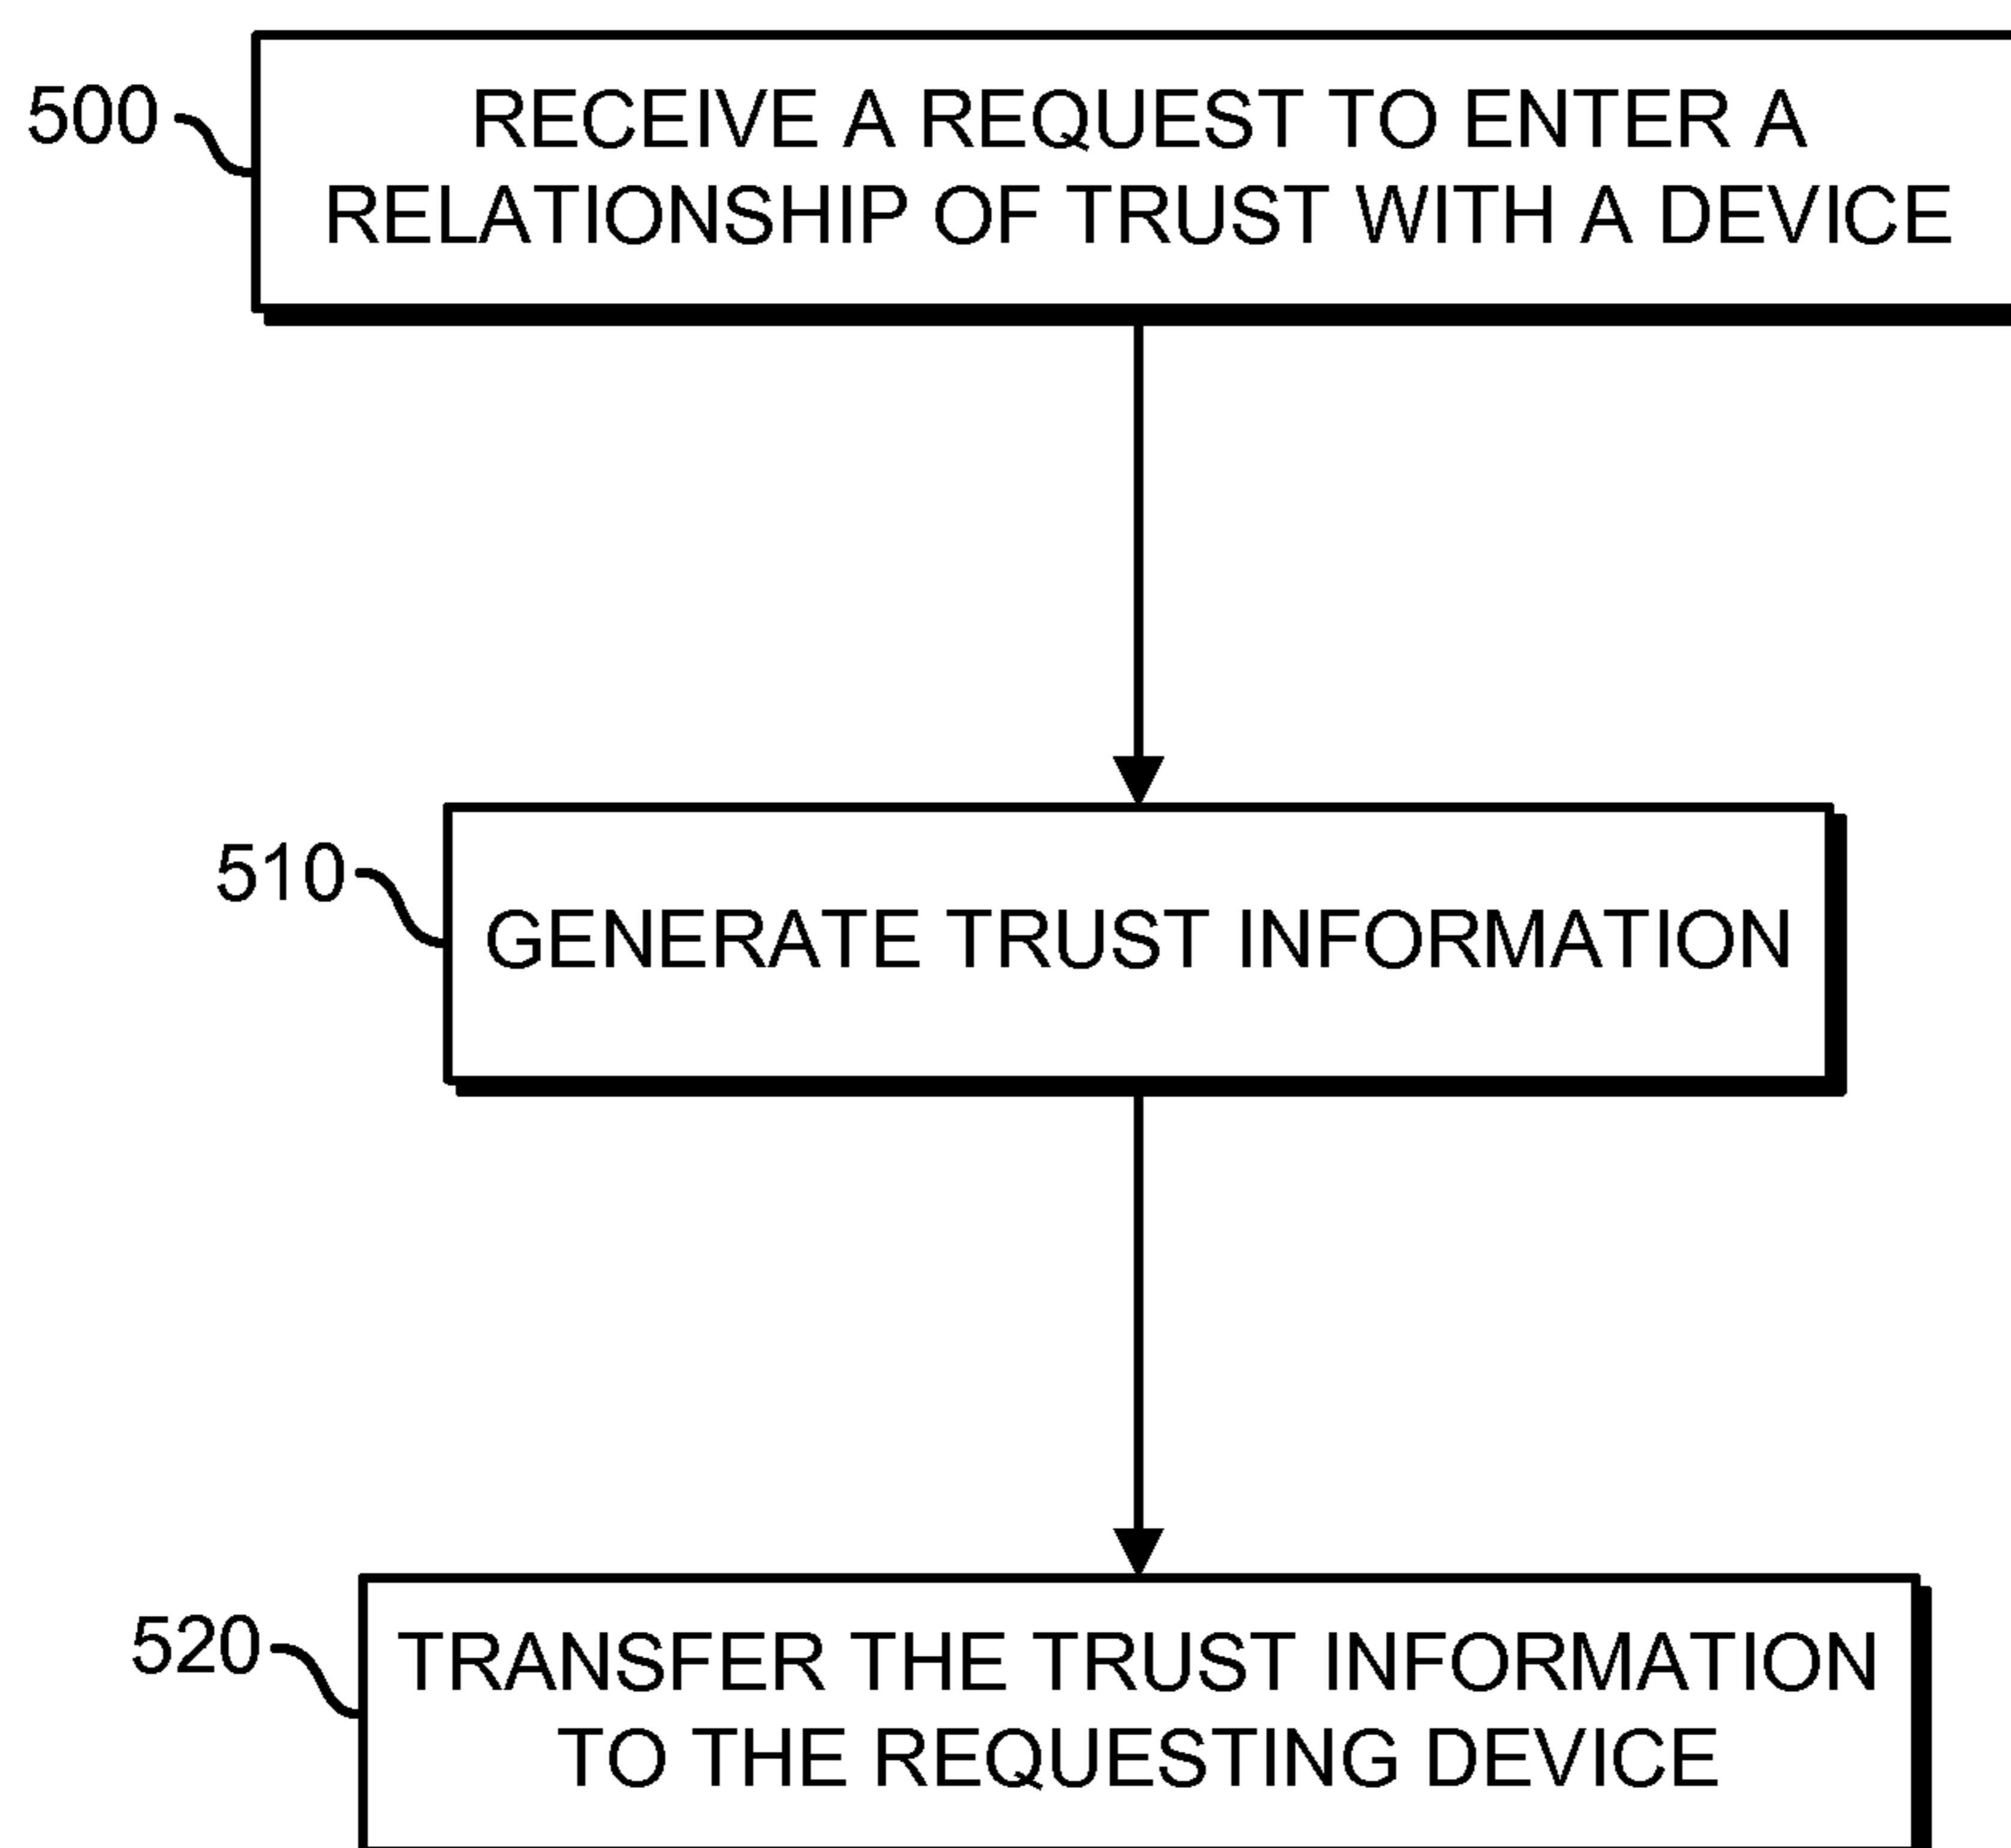 500
RECEIVE A REQUEST TO ENTER A
RELATIONSHIP OF TRUST WITH A DEVICE
510
GENERATE TRUST INFORMATION
520
TRANSFER THE TRUST INFORMATION
TO THE REQUESTING DEVICE